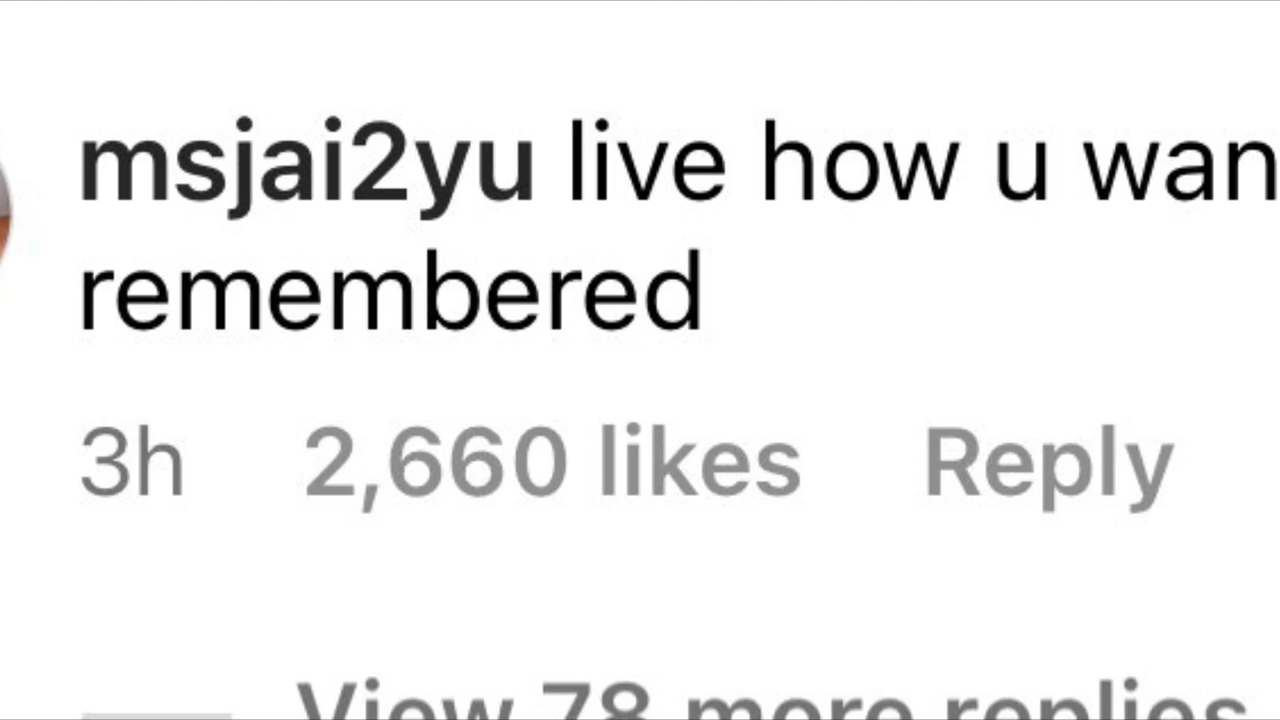 msjai2yu live how u wan
remembered
3h 2,660 likes Reply
View 78 more replies